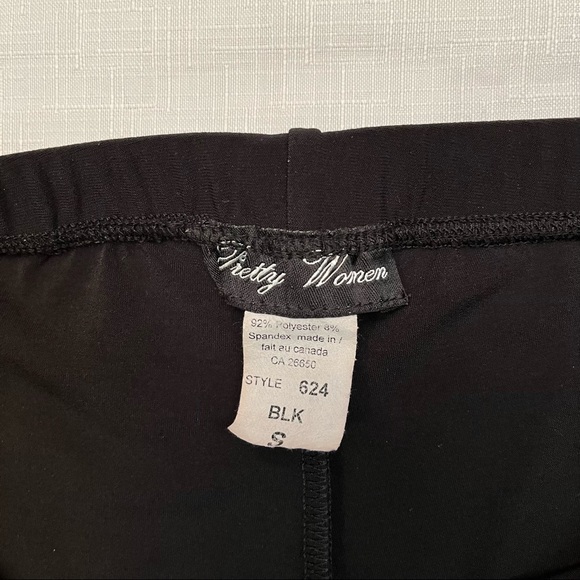 Pretty Women
92% Polyester 8%
Spandex made in /
fait au canada
CA 26650
STYLE 624
BLK
S